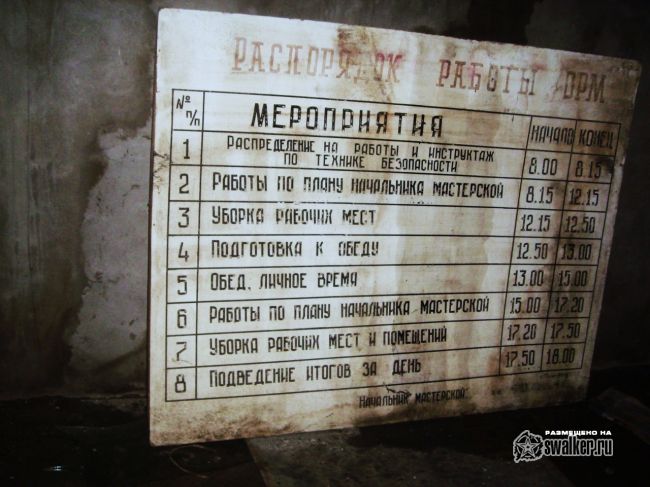 РАСПОРЯДОК РАБОТЫ ОРМ
№ п/п МЕРОПРИЯТИЯ НАЧАЛО КОНЕЦ
1 РАСПРЕДЕЛЕНИЕ НА РАБОТЫ И ИНСТРУКТАЖ
ПО ТЕХНИКЕ БЕЗОПАСНОСТИ 8.00 8.15
2 РАБОТЫ ПО ПЛАНУ НАЧАЛЬНИКА МАСТЕРСКОЙ 8.15 12.15
3 УБОРКА РАБОЧИХ МЕСТ 12.15 12.50
4 ПОДГОТОВКА К ОБЕДУ 12.50 13.00
5 ОБЕД, ЛИЧНОЕ ВРЕМЯ 13.00 15.00
6 РАБОТЫ ПО ПЛАНУ НАЧАЛЬНИКА МАСТЕРСКОЙ 15.00 17.20
7 УБОРКА РАБОЧИХ МЕСТ И ПОМЕЩЕНИЙ 17.20 17.50
8 ПОДВЕДЕНИЕ ИТОГОВ ЗА ДЕНЬ 17.50 18.00
НАЧАЛЬНИК МАСТЕРСКОЙ:
РАЗМЕЩЕНО НА
swalker.ru